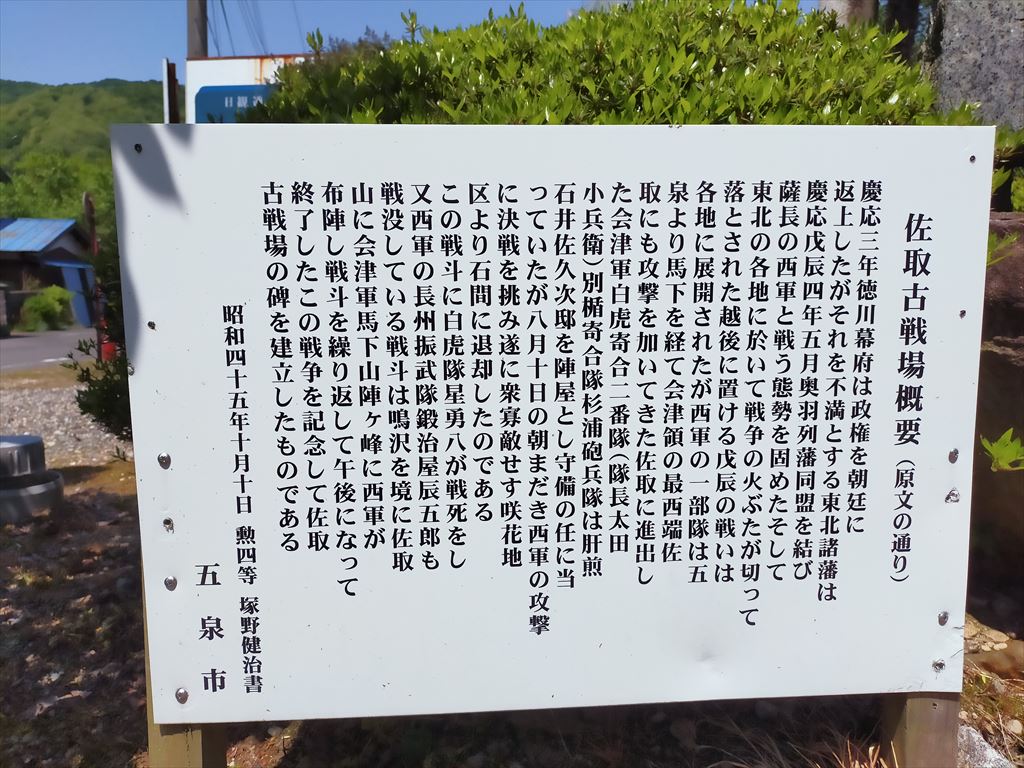 佐取古戦場概要（原文の通り）
慶応三年徳川幕府は政権を朝廷に
返上したがそれを不満とする東北諸藩は
慶応戊辰四年五月奥羽列藩同盟を結び
薩長の西軍と戦う態勢を固めたそして
東北の各地に於いて戦争の火ぶたが切って
落とされた越後に置ける戊辰の戦いは
各地に展開されたが西軍の一部隊は五
泉より馬下を経て会津領の最西端佐
取にも攻撃を加いてきた佐取に進出し
た会津軍白虎寄合二番隊（隊長太田
小兵衛）別楯寄合隊杉浦砲兵隊は肝煎
石井佐久次邸を陣屋とし守備の任に当
っていたが八月十日の朝まだき西軍の攻撃
に決戦を挑み遂に衆寡敵せす咲花地
区より石間に退却したのである
この戦斗に白虎隊星勇八が戦死をし
又西軍の長州振武隊鍛治屋辰五郎も
戦没している戦斗は鳴沢を境に佐取
山に会津軍馬下山陣ヶ峰に西軍が
布陣し戦斗を繰り返して午後になって
終了したこの戦争を記念して佐取
古戦場の碑を建立したものである
昭和四十五年十月十日 勲四等 塚野健治書
五泉市